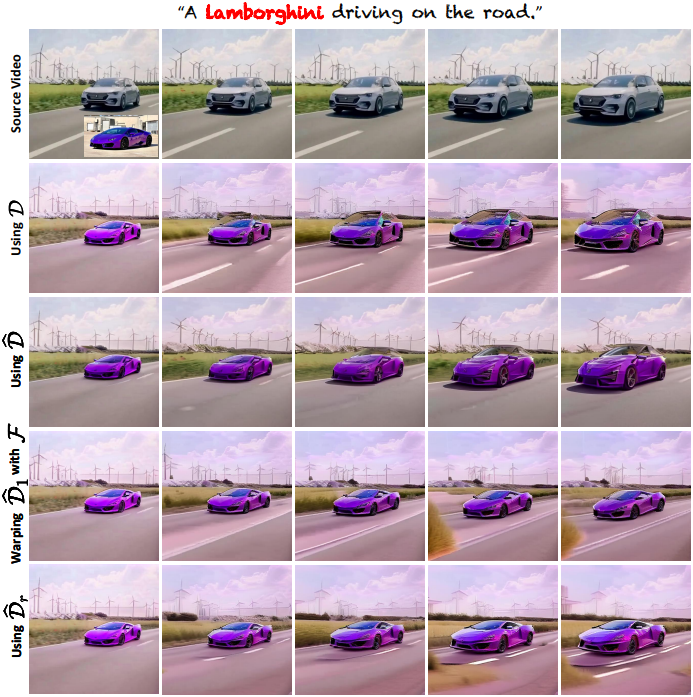 “A Lamborghini driving on the road.”
Source Video
Using 𝒟
Using 𝒟̂
Warping 𝒟̂₁ with ℱ
Using 𝒟̂ᵣ